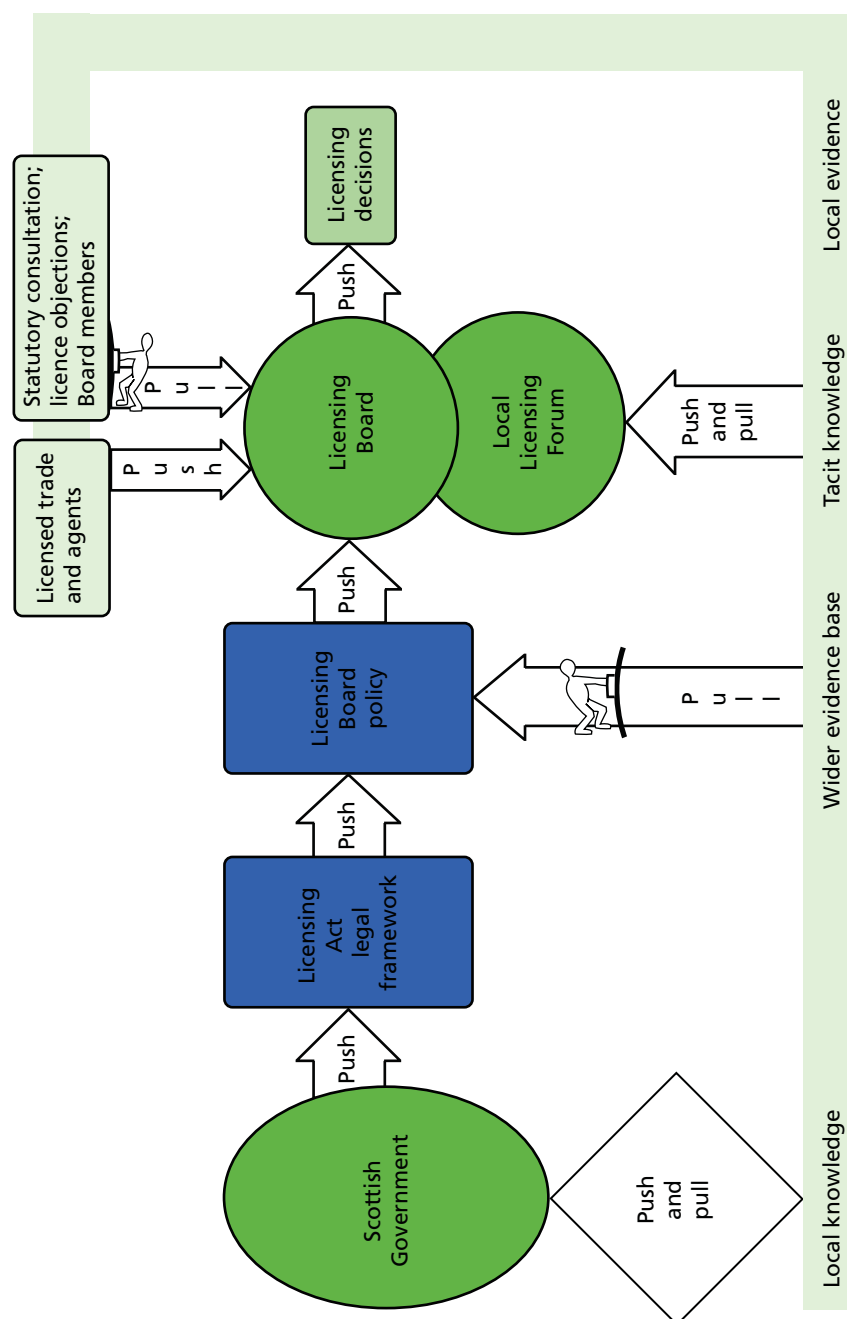 Licensed trade
and agents
Statutory consultation;
licence objections;
Board members
Push
Pull
Scottish
Government
Push
Licensing
Act
legal
framework
Push
Licensing
Board
policy
Push
Licensing
Board
Push
Licensing
decisions
Local
Licensing
Forum
Push
and
pull
Pull
Push
and
pull
Local knowledge
Wider evidence base
Tacit knowledge
Local evidence